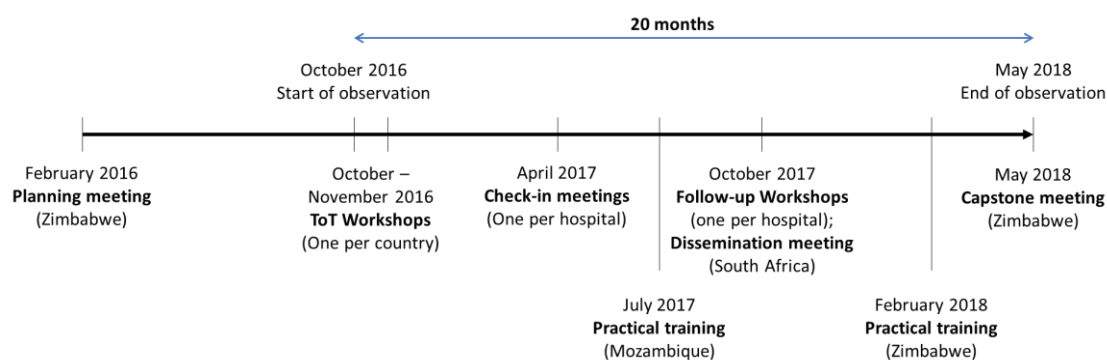 20 months
October 2016
Start of observation
May 2018
End of observation
February 2016
Planning meeting
(Zimbabwe)
October –
November 2016
ToT Workshops
(One per country)
April 2017
Check-in meetings
(One per hospital)
October 2017
Follow-up Workshops
(one per hospital);
Dissemination meeting
(South Africa)
May 2018
Capstone meeting
(Zimbabwe)
July 2017
Practical training
(Mozambique)
February 2018
Practical training
(Zimbabwe)